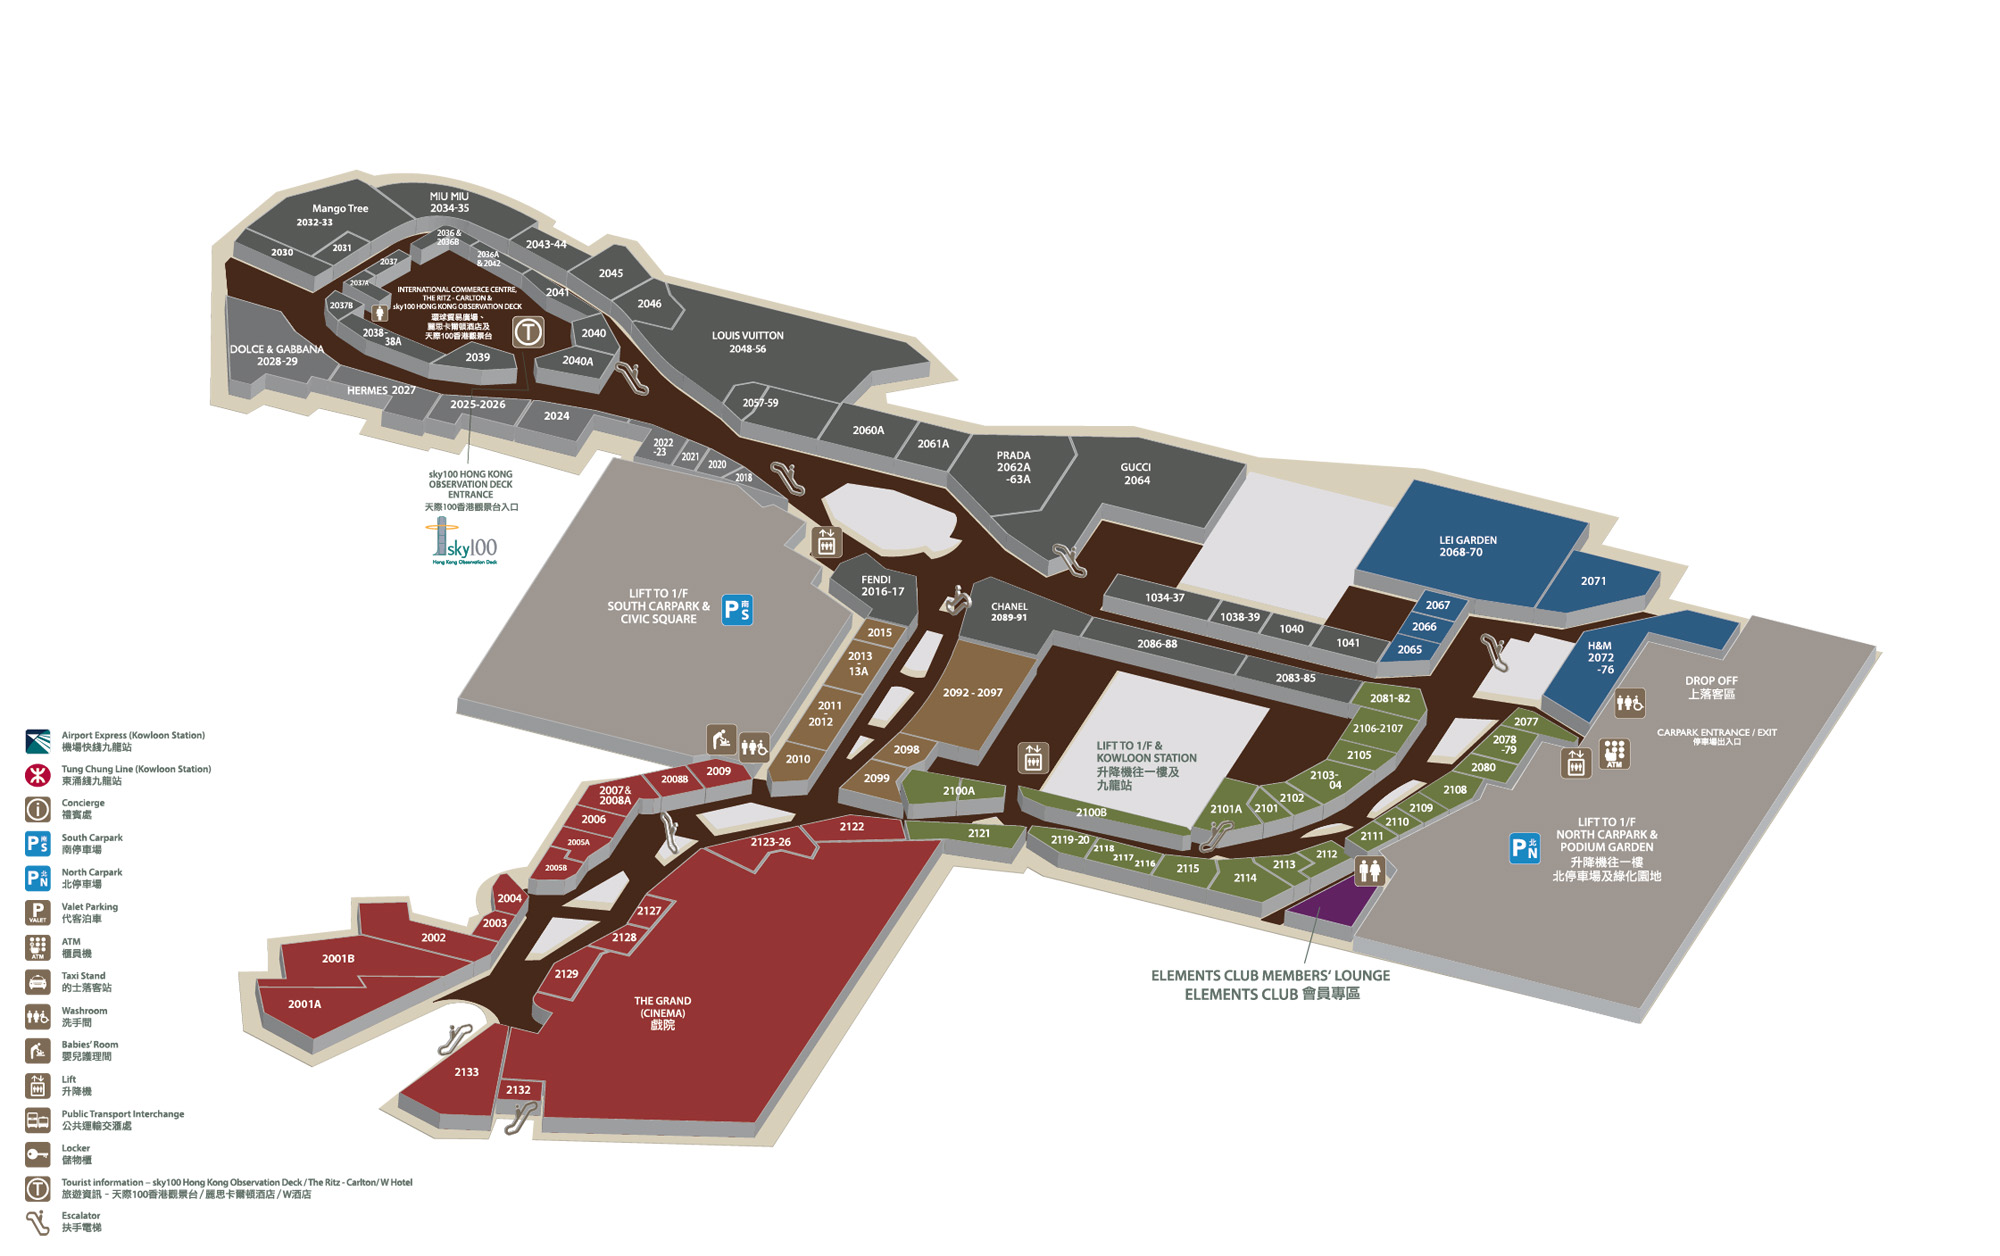 MIU MIU
2034-35
Mango Tree
2032-33
2030
2031
2036 &
2036B
2036A
& 2042
2043-44
2045
2046
2041
2037
2037A
2037B
2038-
38A
2039
2040
2040A
INTERNATIONAL COMMERCE CENTRE,
THE RITZ - CARLTON &
sky100 HONG KONG OBSERVATION DECK
環球貿易廣場、
麗思卡爾頓酒店及
天際100香港觀景台
T
DOLCE & GABBANA
2028-29
HERMES 2027
2025-2026
2024
2022
-23
2021
2020
2018
LOUIS VUITTON
2048-56
2057-59
2060A
2061A
PRADA
2062A
-63A
GUCCI
2064
sky100 HONG KONG
OBSERVATION DECK
ENTRANCE
天際100香港觀景台入口
sky100
Hong Kong Observation Deck
LEI GARDEN
2068-70
2071
2067
2066
2065
H&M
2072
-76
1034-37
1038-39
1040
1041
FENDI
2016-17
CHANEL
2089-91
2086-88
2083-85
2081-82
2106-2107
2105
2103-
04
2102
2101
2101A
LIFT TO 1/F
SOUTH CARPARK &
CIVIC SQUARE
P 南 S
2015
2013
-
13A
2011
-
2012
2010
2092 - 2097
2098
2099
2100A
2100B
LIFT TO 1/F &
KOWLOON STATION
升降機往一樓及
九龍站
DROP OFF
上落客區
CARPARK ENTRANCE / EXIT
停車場出入口
ATM
2077
2078
-79
2080
2108
2109
2110
2111
2112
2113
2114
2115
2116
2117
2118
2119-20
2121
2122
2123-26
LIFT TO 1/F
NORTH CARPARK &
PODIUM GARDEN
升降機往一樓
北停車場及綠化園地
P 北 N
ELEMENTS CLUB MEMBERS' LOUNGE
ELEMENTS CLUB 會員專區
2009
2008B
2007 &
2008A
2006
2005A
2005B
2004
2003
2002
2001B
2001A
2127
2128
2129
THE GRAND
(CINEMA)
戲院
2133
2132
Airport Express (Kowloon Station)
機場快綫九龍站
Tung Chung Line (Kowloon Station)
東涌綫九龍站
Concierge
禮賓處
P 南 S
South Carpark
南停車場
P 北 N
North Carpark
北停車場
P VALET
Valet Parking
代客泊車
ATM
ATM
櫃員機
Taxi Stand
的士落客站
Washroom
洗手間
Babies' Room
嬰兒護理間
Lift
升降機
Public Transport Interchange
公共運輸交滙處
Locker
儲物櫃
T
Tourist information – sky100 Hong Kong Observation Deck / The Ritz - Carlton/ W Hotel
旅遊資訊 - 天際100香港觀景台 / 麗思卡爾頓酒店 / W酒店
Escalator
扶手電梯